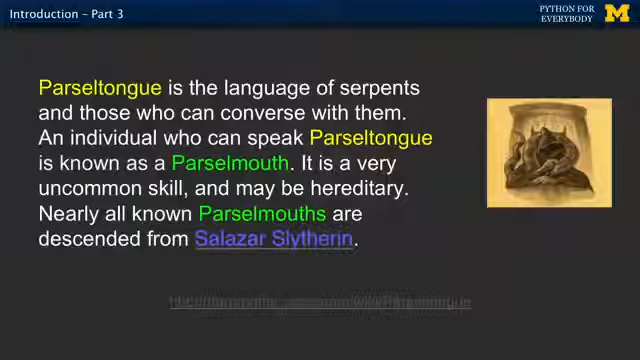 Introduction – Part 3
PYTHON FOR
EVERYBODY
M
Parseltongue is the language of serpents
and those who can converse with them.
An individual who can speak Parseltongue
is known as a Parselmouth. It is a very
uncommon skill, and may be hereditary.
Nearly all known Parselmouths are
descended from Salazar Slytherin.